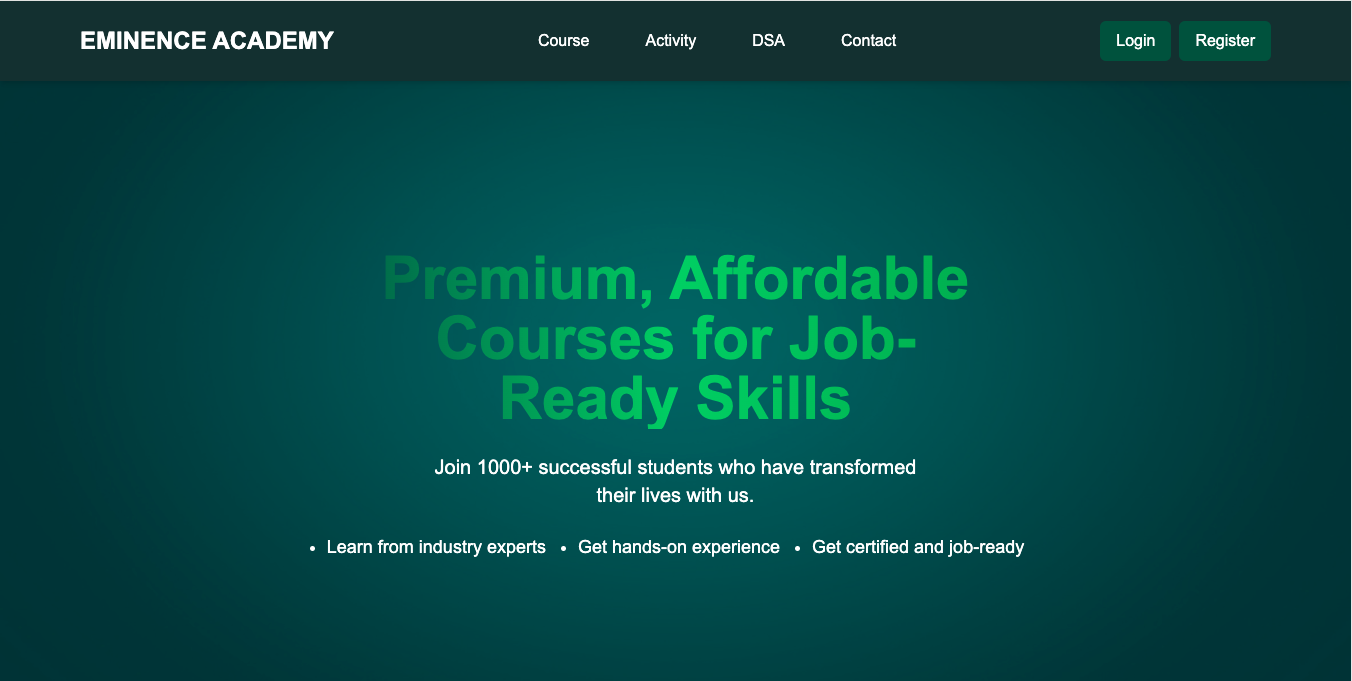 EMINENCE ACADEMY
Course Activity DSA Contact
Login Register
Premium, Affordable
Courses for Job-
Ready Skills
Join 1000+ successful students who have transformed
their lives with us.
• Learn from industry experts • Get hands-on experience • Get certified and job-ready